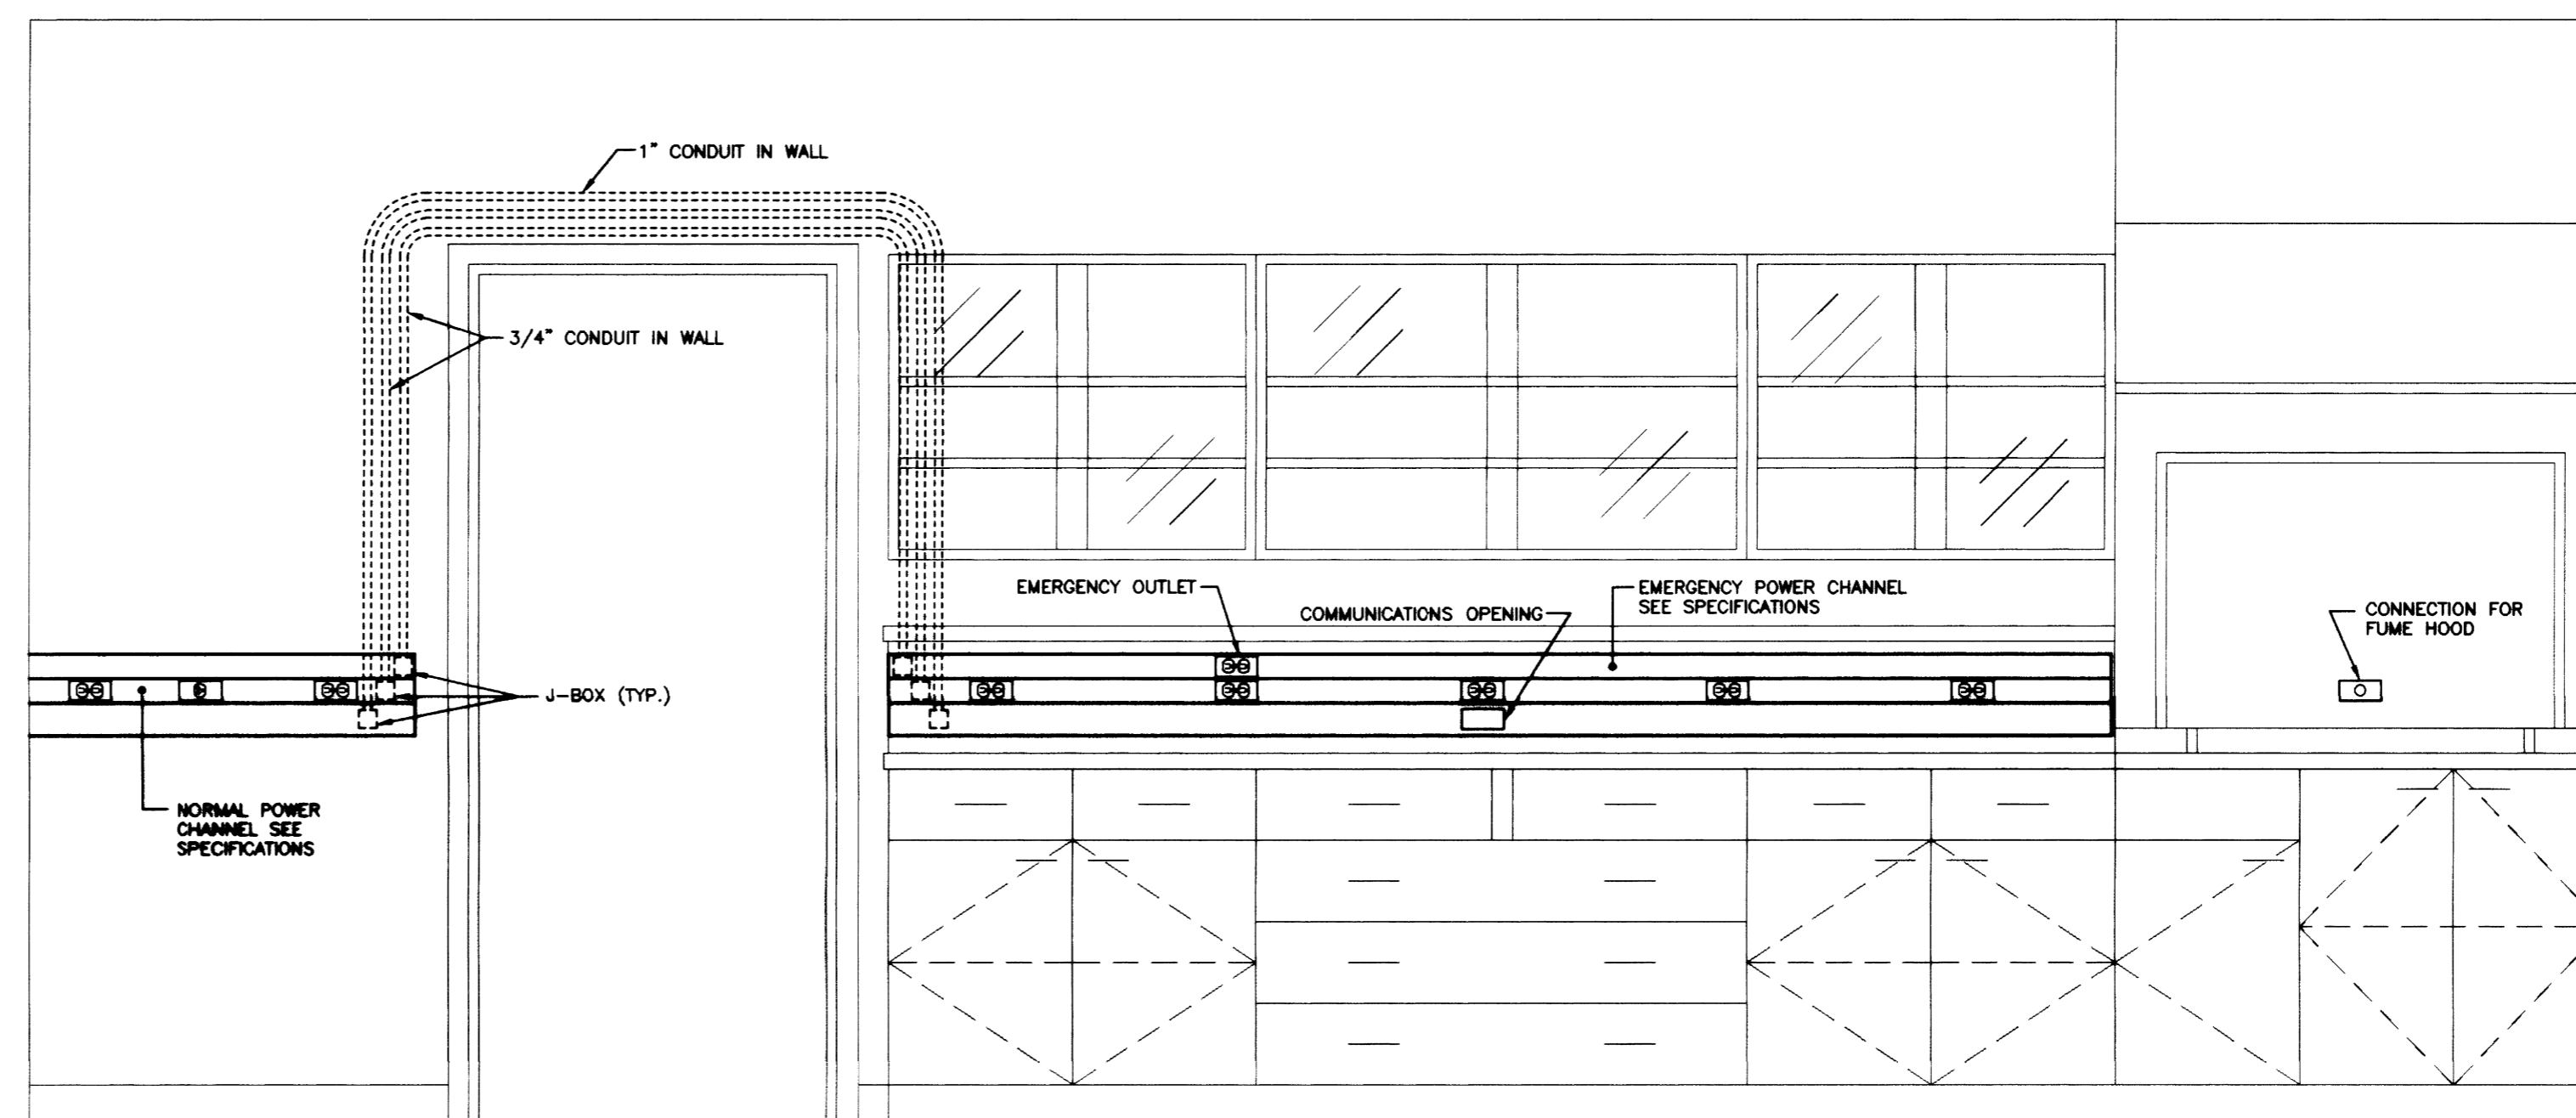 1" CONDUIT IN WALL
3/4" CONDUIT IN WALL
EMERGENCY OUTLET
COMMUNICATIONS OPENING
EMERGENCY POWER CHANNEL
SEE SPECIFICATIONS
CONNECTION FOR
FUME HOOD
J-BOX (TYP.)
NORMAL POWER
CHANNEL SEE
SPECIFICATIONS